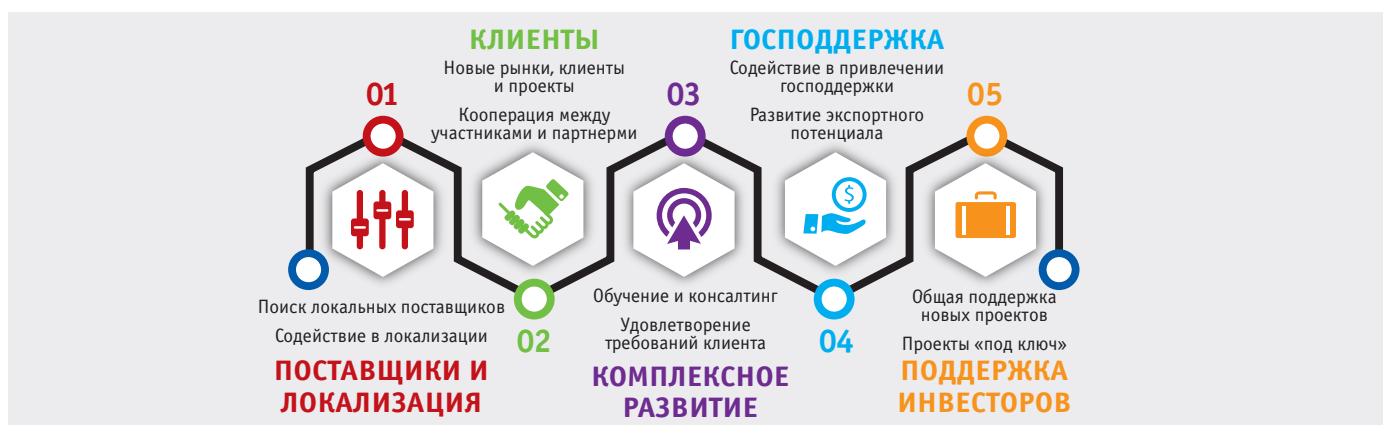 01
Поиск локальных поставщиков
Содействие в локализации
ПОСТАВЩИКИ И
ЛОКАЛИЗАЦИЯ
КЛИЕНТЫ
Новые рынки, клиенты
и проекты
Кооперация между
участниками и партнерми
02
03
Обучение и консалтинг
Удовлетворение
требований клиента
КОМПЛЕКСНОЕ
РАЗВИТИЕ
ГОСПОДДЕРЖКА
Содействие в привлечении
господдержки
Развитие экспортного
потенциала
$
04
05
Общая поддержка
новых проектов
Проекты «под ключ»
ПОДДЕРЖКА
ИНВЕСТОРОВ